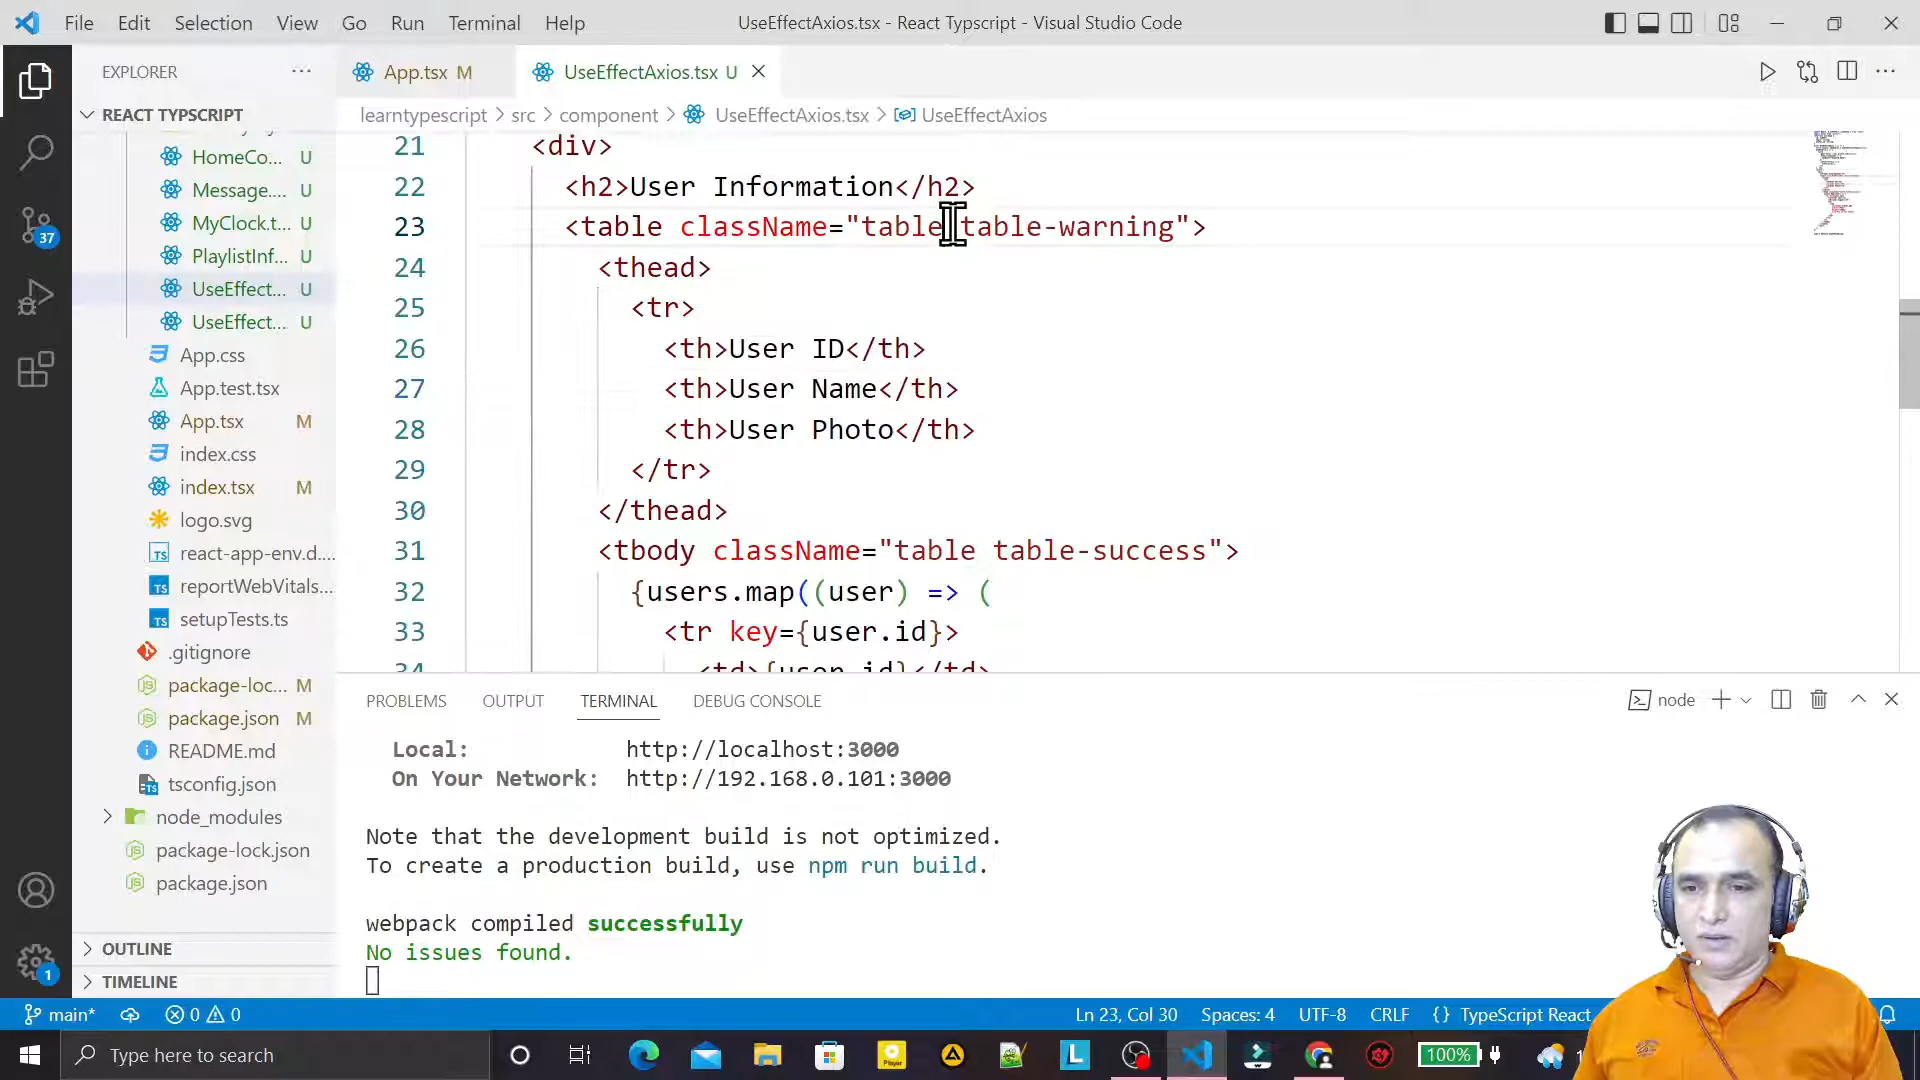 File Edit Selection View Go Run Terminal Help
UseEffectAxios.tsx - React Typscript - Visual Studio Code
EXPLORER
App.tsx M
UseEffectAxios.tsx U
REACT TYPSCRIPT
learntypescript > src > component > UseEffectAxios.tsx > UseEffectAxios
HomeCo... U
Message.... U
MyClock.t... U
PlaylistInf... U
UseEffect... U
UseEffect... U
App.css
App.test.tsx
App.tsx M
index.css
index.tsx M
logo.svg
react-app-env.d....
reportWebVitals...
setupTests.ts
.gitignore
package-loc... M
package.json M
README.md
tsconfig.json
node_modules
package-lock.json
package.json
OUTLINE
TIMELINE
37
1
21 <div>
22 <h2>User Information</h2>
23 <table className="table table-warning">
24 <thead>
25 <tr>
26 <th>User ID</th>
27 <th>User Name</th>
28 <th>User Photo</th>
29 </tr>
30 </thead>
31 <tbody className="table table-success">
32 {users.map((user) => (
33 <tr key={user.id}>
34 <td>{user.id}</td>
PROBLEMS OUTPUT TERMINAL DEBUG CONSOLE
node
Local: http://localhost:3000
On Your Network: http://192.168.0.101:3000
Note that the development build is not optimized.
To create a production build, use npm run build.
webpack compiled successfully
No issues found.
main* 0 0
Ln 23, Col 30 Spaces: 4 UTF-8 CRLF {} TypeScript React
Type here to search
100%